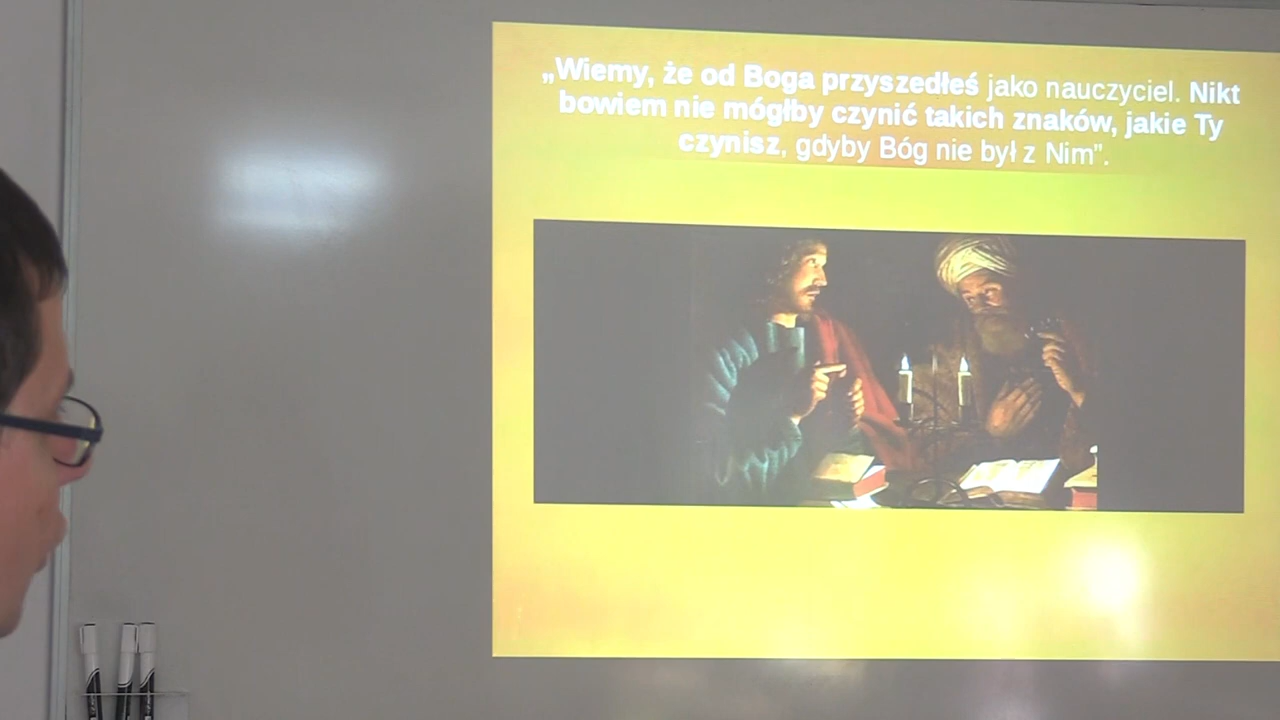 „Wiemy, że od Boga przyszedłeś jako nauczyciel. Nikt
bowiem nie mógłby czynić takich znaków, jakie Ty
czynisz, gdyby Bóg nie był z Nim”.